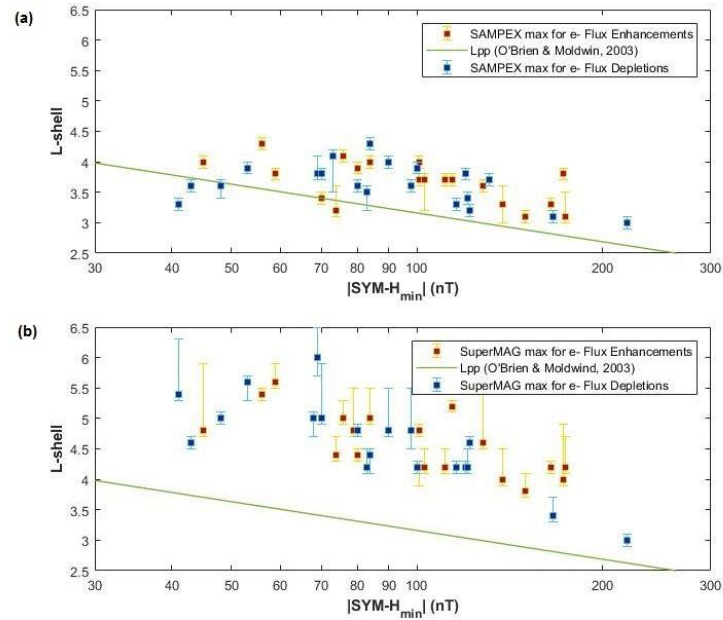 (a)
6.5
6
5.5
5
4.5
4
3.5
3
2.5
L-shell
SAMPEX max for e- Flux Enhancements
Lpp (O'Brien & Moldwin, 2003)
SAMPEX max for e- Flux Depletions
30 40 50 60 70 80 90 100 200 300
|SYM-H_min| (nT)
(b)
6.5
6
5.5
5
4.5
4
3.5
3
2.5
L-shell
SuperMAG max for e- Flux Enhancements
Lpp (O'Brien & Moldwind, 2003)
SuperMAG max for e- Flux Depletions
30 40 50 60 70 80 90 100 200 300
|SYM-H_min| (nT)